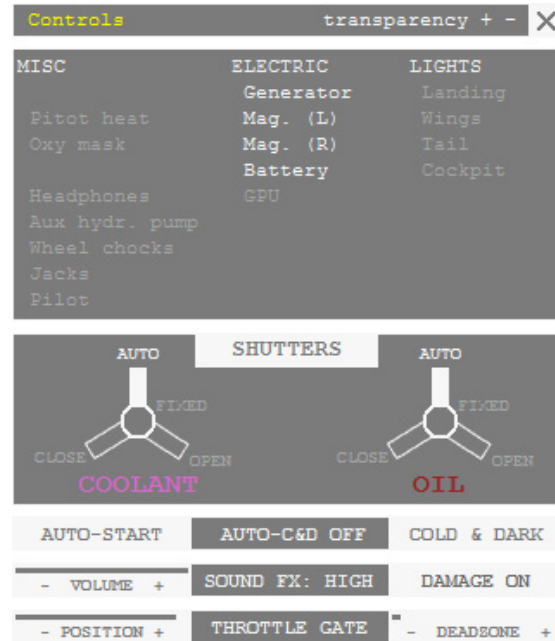 Controls transparency + - X
MISC ELECTRIC LIGHTS
Generator Landing
Pitot heat Mag. (L) Wings
Oxy mask Mag. (R) Tail
Battery Cockpit
Headphones GPU
Aux hydr. pump
Wheel chocks
Jacks
Pilot
SHUTTERS
AUTO AUTO
FIXED FIXED
CLOSE OPEN CLOSE OPEN
COOLANT OIL
AUTO-START AUTO-C&D OFF COLD & DARK
- VOLUME + SOUND FX: HIGH DAMAGE ON
- POSITION + THROTTLE GATE - DEADZONE +